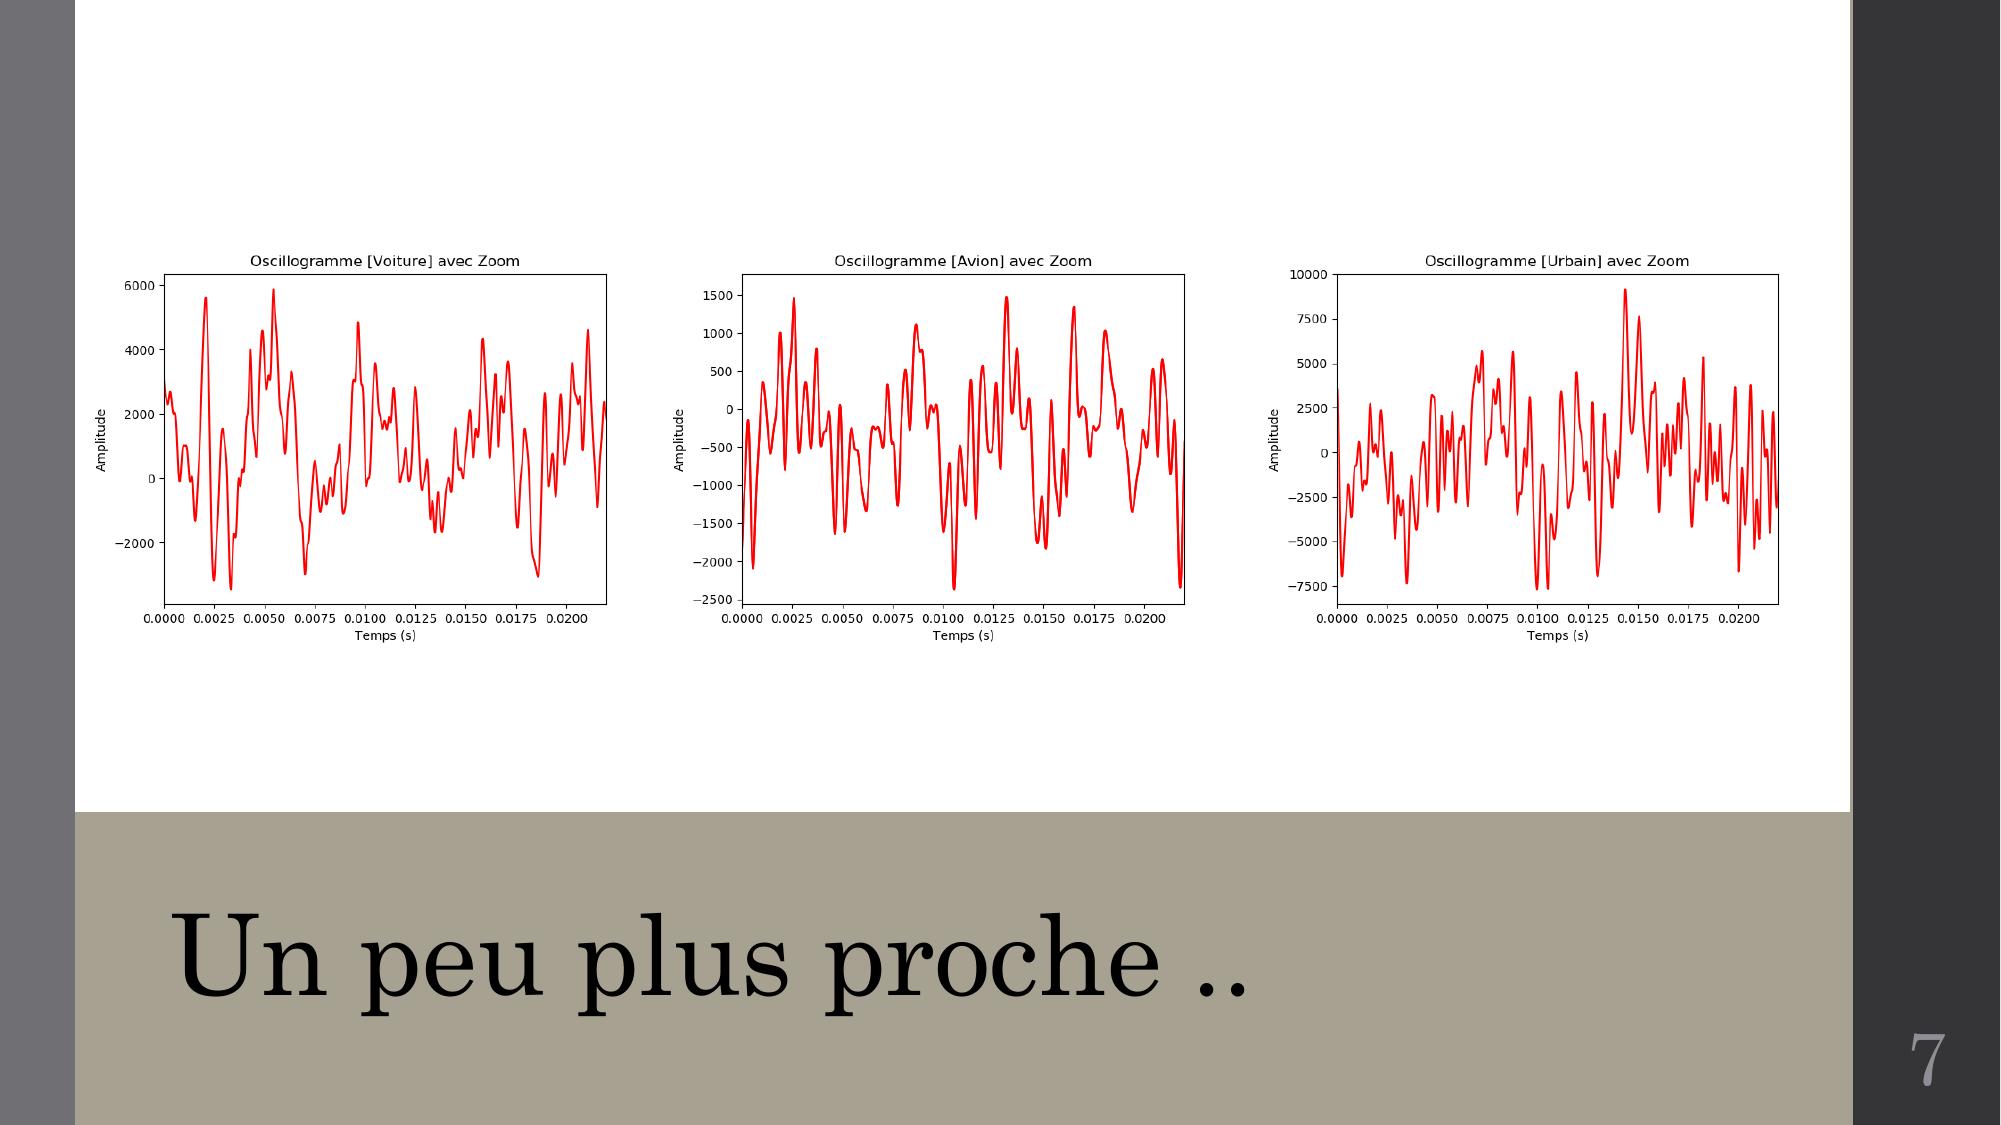 Oscillogramme [Voiture] avec Zoom
6000
4000
2000
0
−2000
Amplitude
0.0000 0.0025 0.0050 0.0075 0.0100 0.0125 0.0150 0.0175 0.0200
Temps (s)
Oscillogramme [Avion] avec Zoom
1500
1000
500
0
−500
−1000
−1500
−2000
−2500
Amplitude
0.0000 0.0025 0.0050 0.0075 0.0100 0.0125 0.0150 0.0175 0.0200
Temps (s)
Oscillogramme [Urbain] avec Zoom
10000
7500
5000
2500
0
−2500
−5000
−7500
Amplitude
0.0000 0.0025 0.0050 0.0075 0.0100 0.0125 0.0150 0.0175 0.0200
Temps (s)
Un peu plus proche ..
7